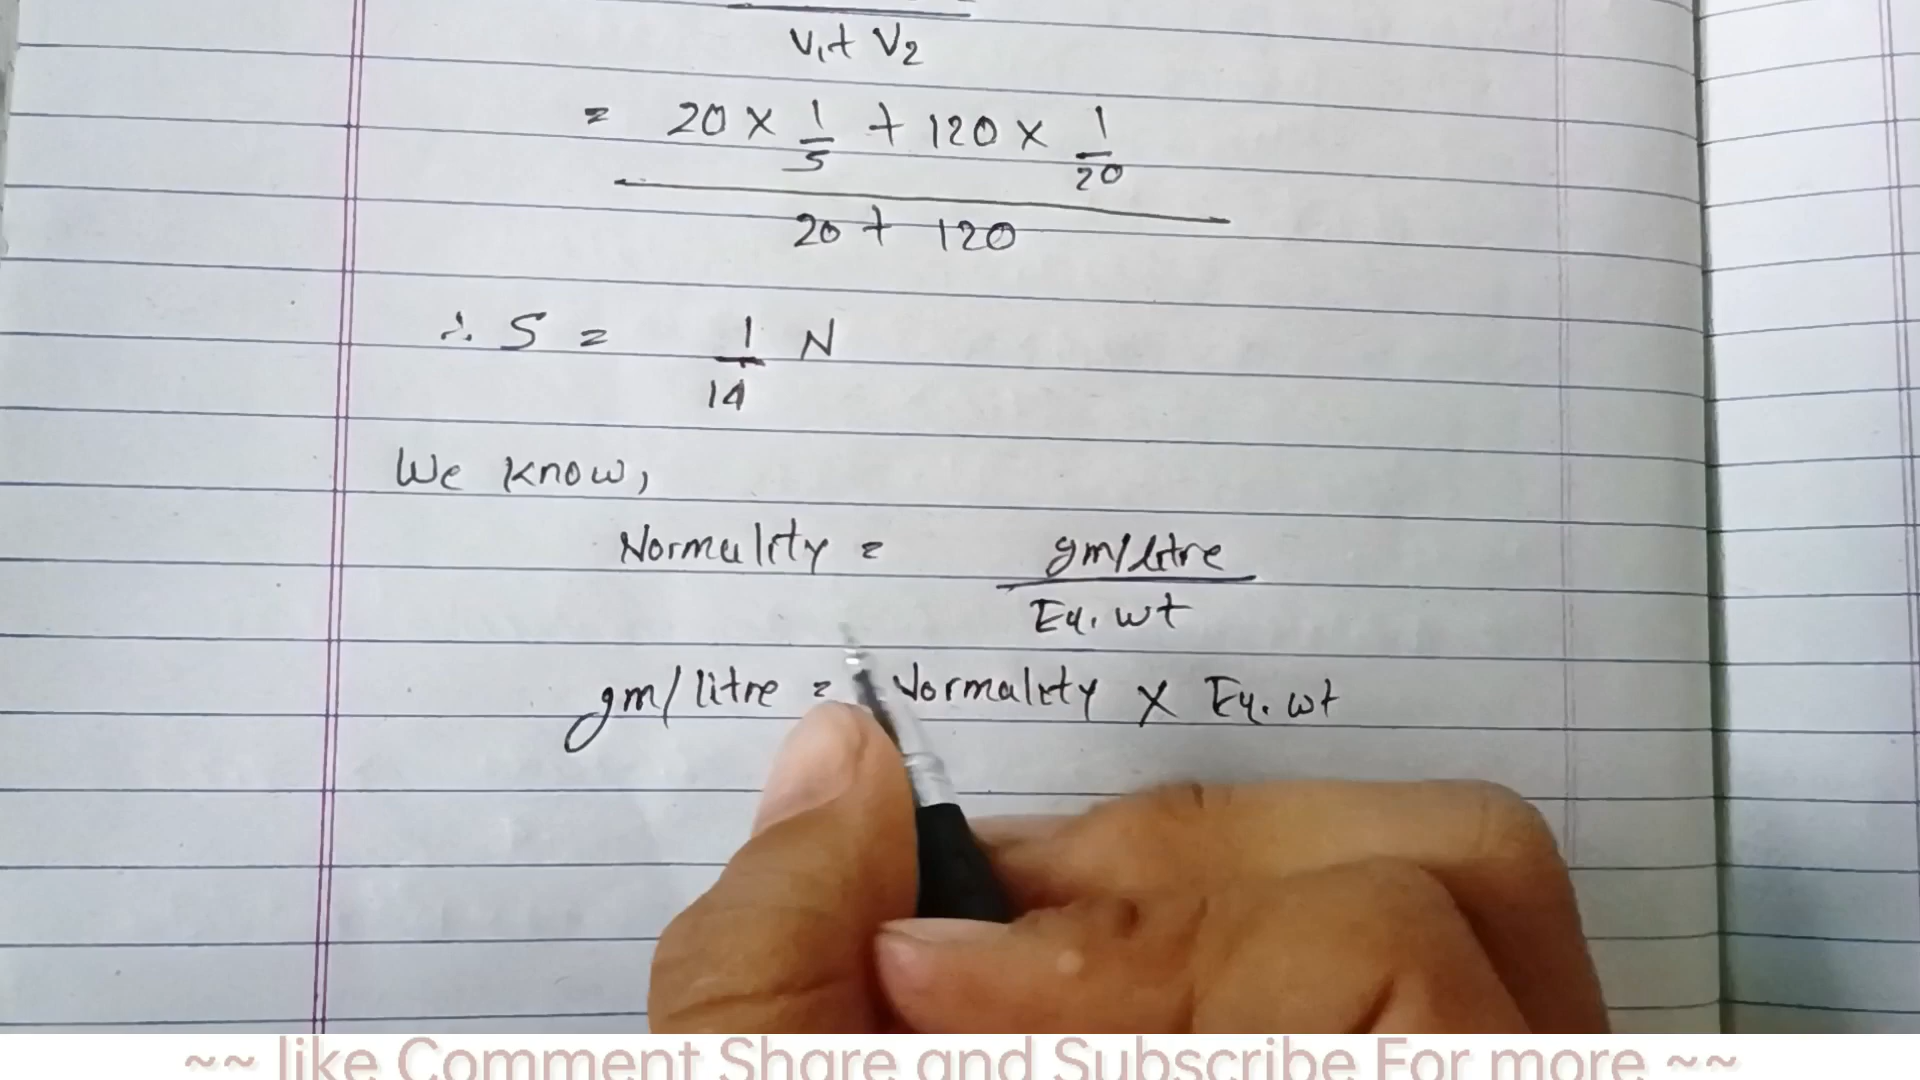 V₁+ V₂
= 20 × 1/5 + 120 × 1/20
20 + 120
∴ S = 1/14 N
We know,
Normality = gm/litre
Eq. wt
gm/litre = Normality × Eq. wt
~~ like Comment Share and Subscribe For more ~~